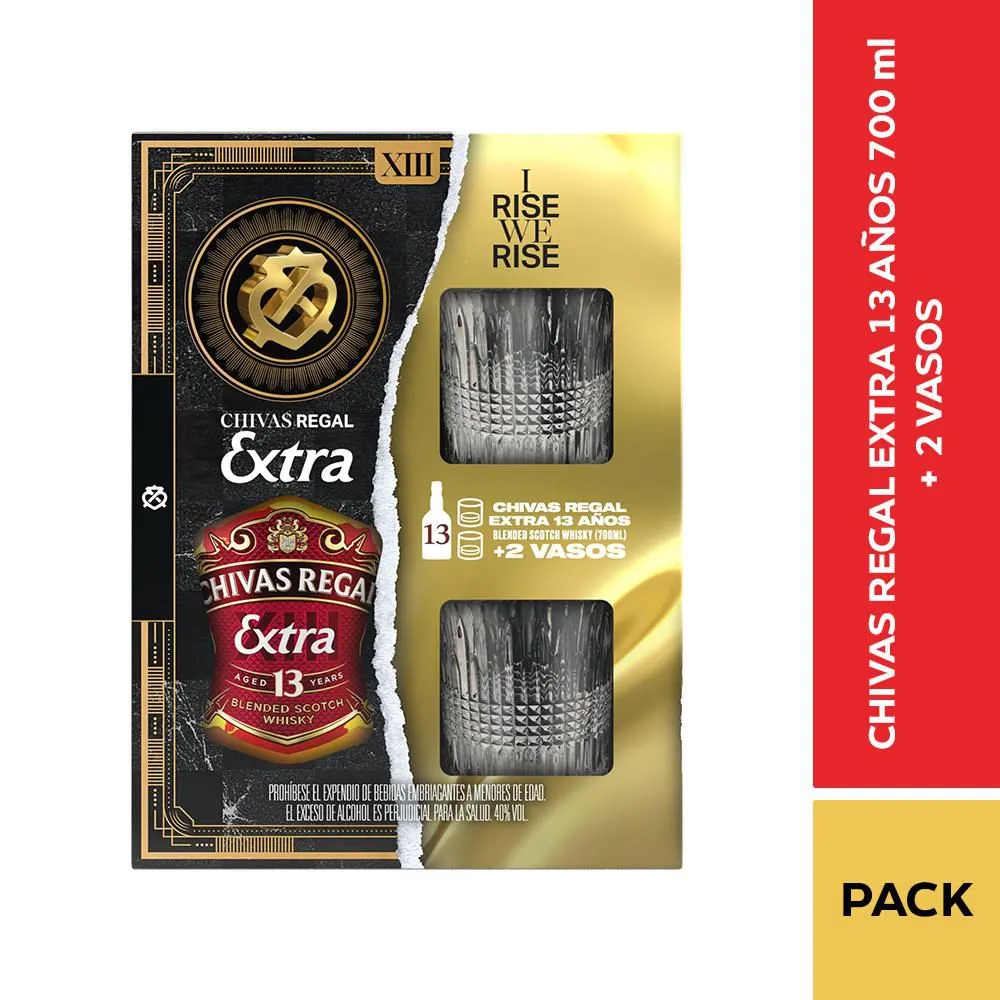 XIII
CHIVAS REGAL
Extra
CHIVAS REGAL
XIII
Extra
AGED 13 YEARS
BLENDED SCOTCH
WHISKY
I
RISE
WE
RISE
13
CHIVAS REGAL
EXTRA 13 AÑOS
BLENDED SCOTCH WHISKY (700ML)
+2 VASOS
PROHÍBESE EL EXPENDIO DE BEBIDAS EMBRIAGANTES A MENORES DE EDAD.
EL EXCESO DE ALCOHOL ES PERJUDICIAL PARA LA SALUD. 40% VOL.
CHIVAS REGAL EXTRA 13 AÑOS 700 ml
+ 2 VASOS
PACK